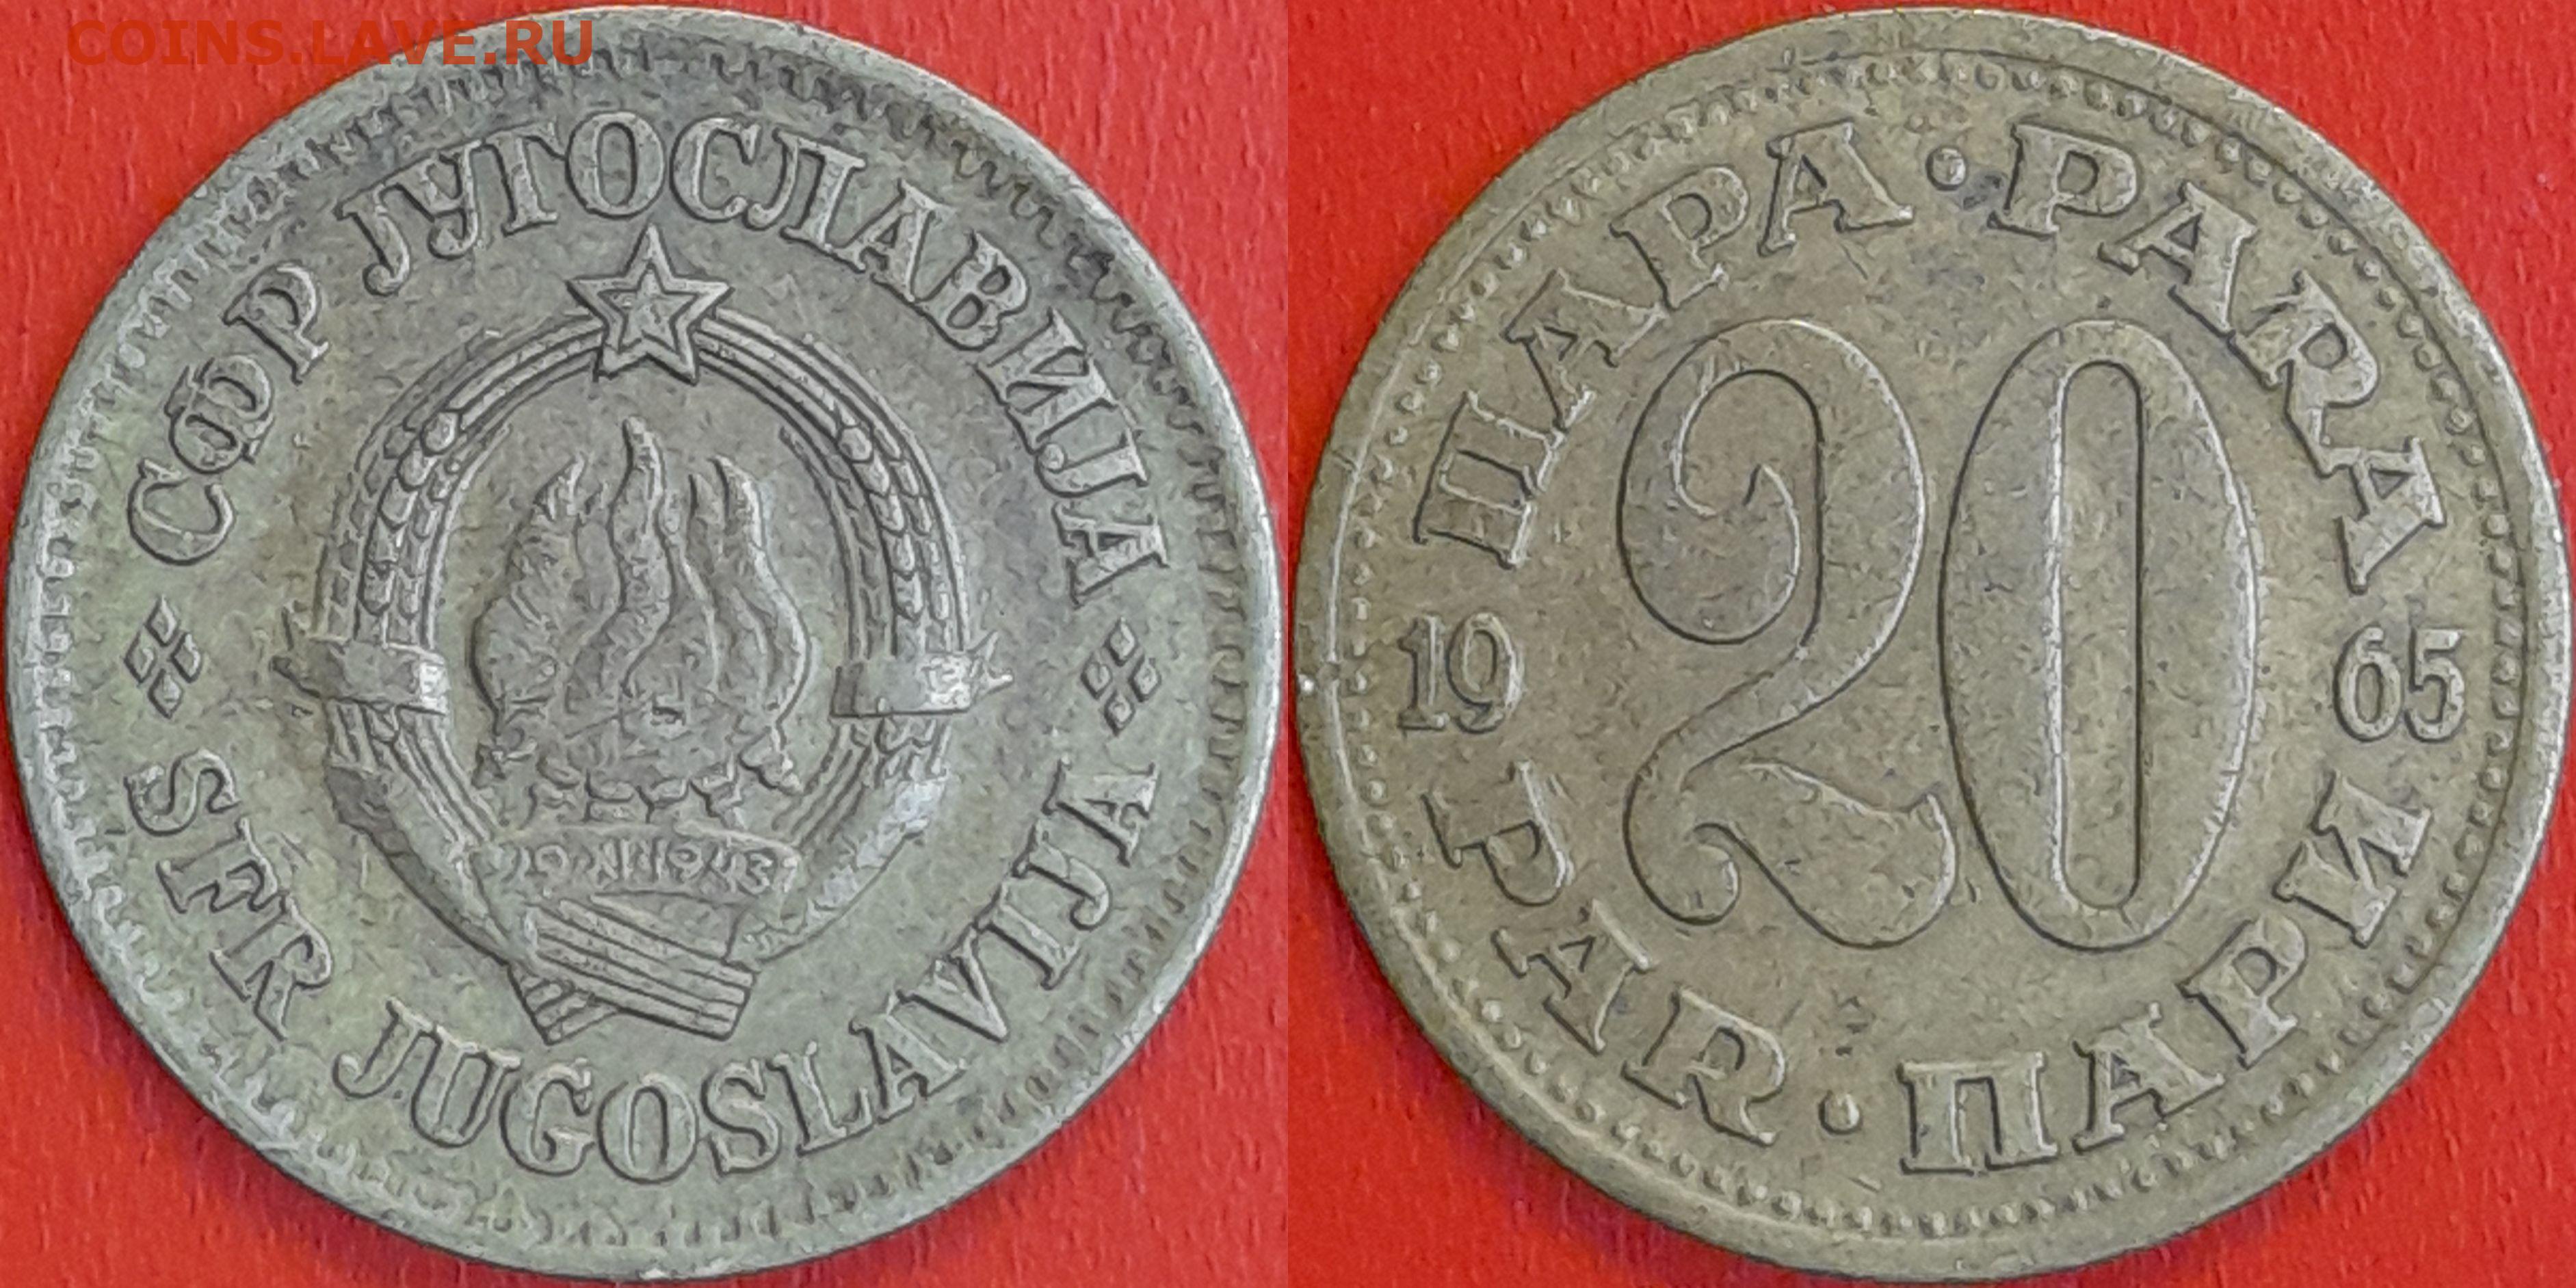 COINS.LAVE.RU
СФР ЈУГОСЛАВИЈА
SFR JUGOSLAVIJA
29·XI·1943
ПАРА · PARA
20
19 65
PAR · ПАРИ